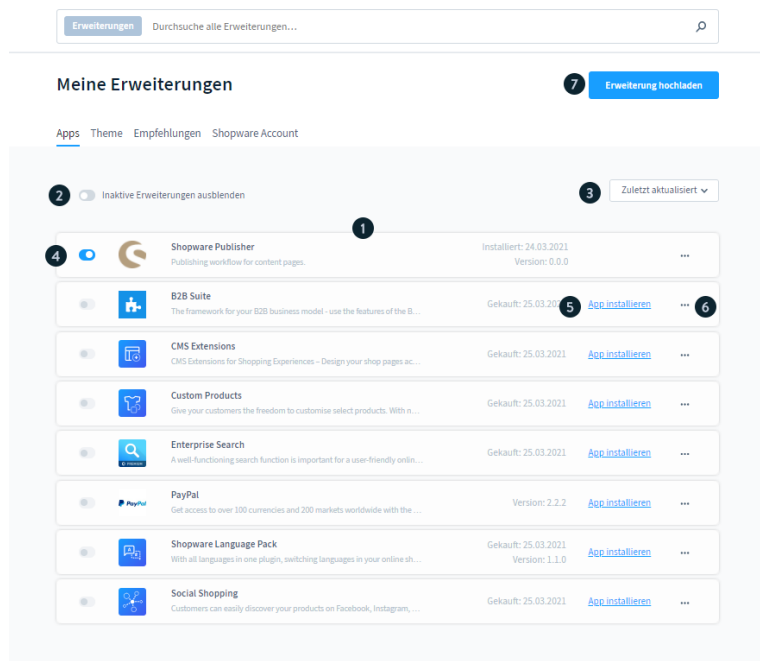 Erweiterungen Durchsuche alle Erweiterungen…
Meine Erweiterungen
7 Erweiterung hochladen
Apps Theme Empfehlungen Shopware Account
2 Inaktive Erweiterungen ausblenden
3 Zuletzt aktualisiert
1
4
Shopware Publisher
Publishing workflow for content pages.
Installiert: 24.03.2021
Version: 0.0.0
B2B Suite
The framework for your B2B business model - use the features of the B…
Gekauft: 25.03.20
5 App installieren
6
CMS Extensions
CMS Extensions for Shopping Experiences – Design your shop pages ac…
Gekauft: 25.03.2021 App installieren
Custom Products
Give your customers the freedom to customise select products. With n…
Gekauft: 25.03.2021 App installieren
Enterprise Search
A well-functioning search function is important for a user-friendly onlin…
Gekauft: 25.03.2021 App installieren
PayPal
PayPal
Get access to over 100 currencies and 200 markets worldwide with the …
Version: 2.2.2 App installieren
Shopware Language Pack
With all languages in one plugin, switching languages in your online sh…
Gekauft: 25.03.2021
Version: 1.1.0
App installieren
Social Shopping
Customers can easily discover your products on Facebook, Instagram, …
Gekauft: 25.03.2021 App installieren